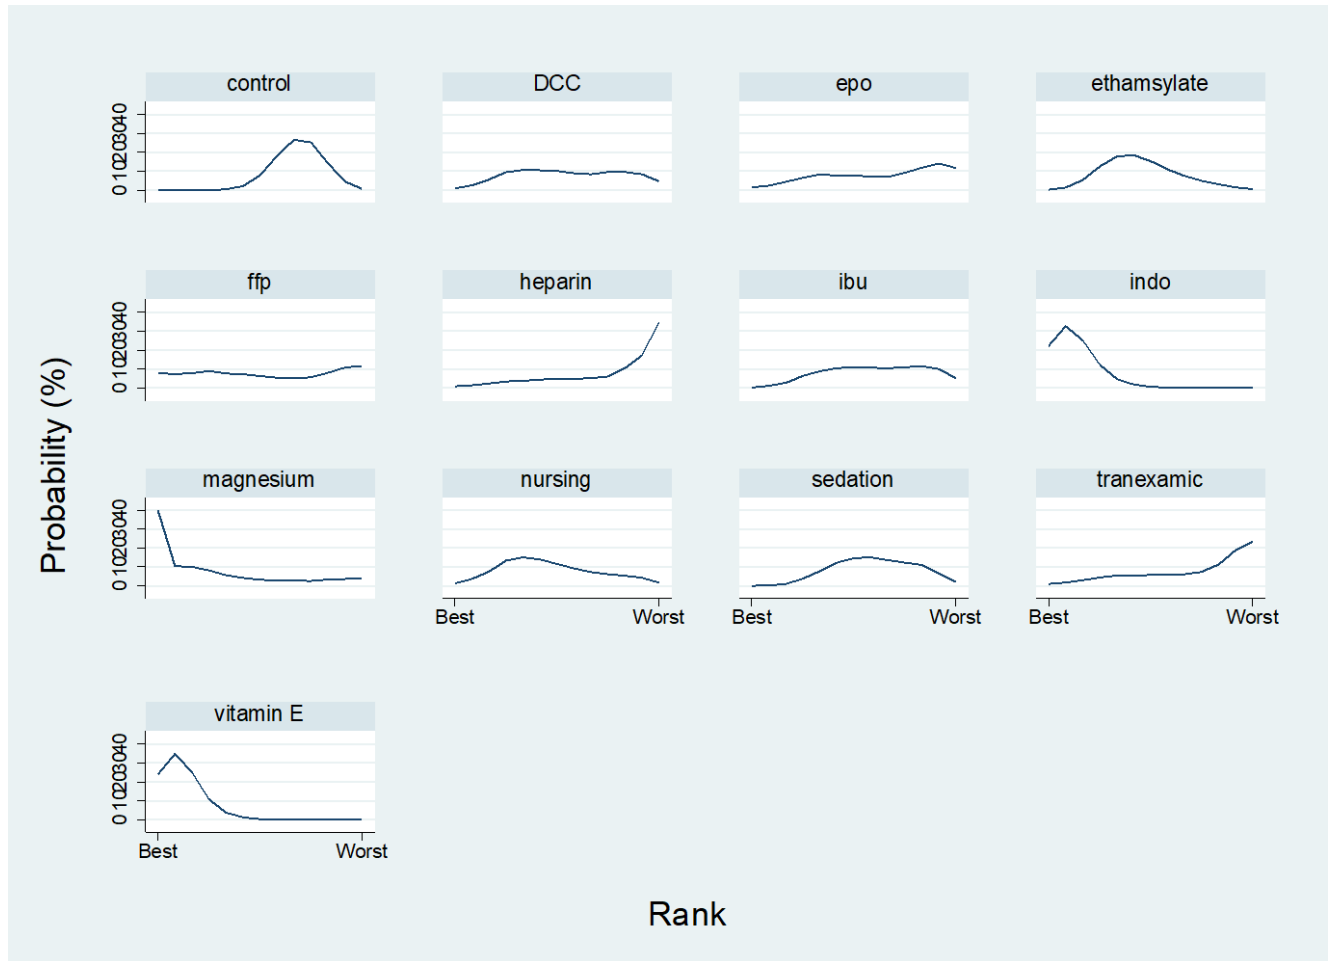 control DCC epo ethamsylate
0 10 20 30 40
ffp heparin ibu indo
0 10 20 30 40
magnesium nursing sedation tranexamic
0 10 20 30 40
Best Worst Best Worst Best Worst
vitamin E
0 10 20 30 40
Best Worst
Probability (%)
Rank